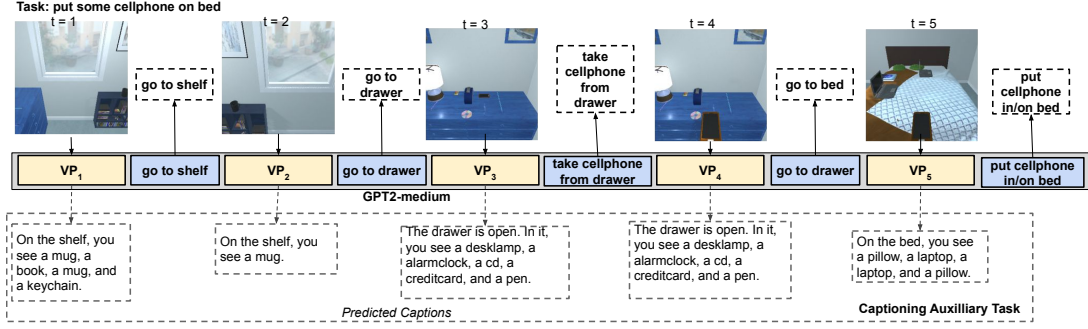 Task: put some cellphone on bed
t = 1
t = 2
t = 3
t = 4
t = 5
go to shelf
go to
drawer
take
cellphone
from
drawer
go to bed
put
cellphone
in/on bed
VP1
go to shelf
VP2
go to drawer
VP3
take cellphone
from drawer
VP4
go to drawer
VP5
put cellphone
in/on bed
GPT2-medium
On the shelf, you
see a mug, a
book, a mug, and
a keychain.
On the shelf, you
see a mug.
The drawer is open. In it,
you see a desklamp, a
alarmclock, a cd, a
creditcard, and a pen.
The drawer is open. In it,
you see a desklamp, a
alarmclock, a cd, a
creditcard, and a pen.
On the bed, you see
a pillow, a laptop, a
laptop, and a pillow.
Predicted Captions
Captioning Auxilliary Task